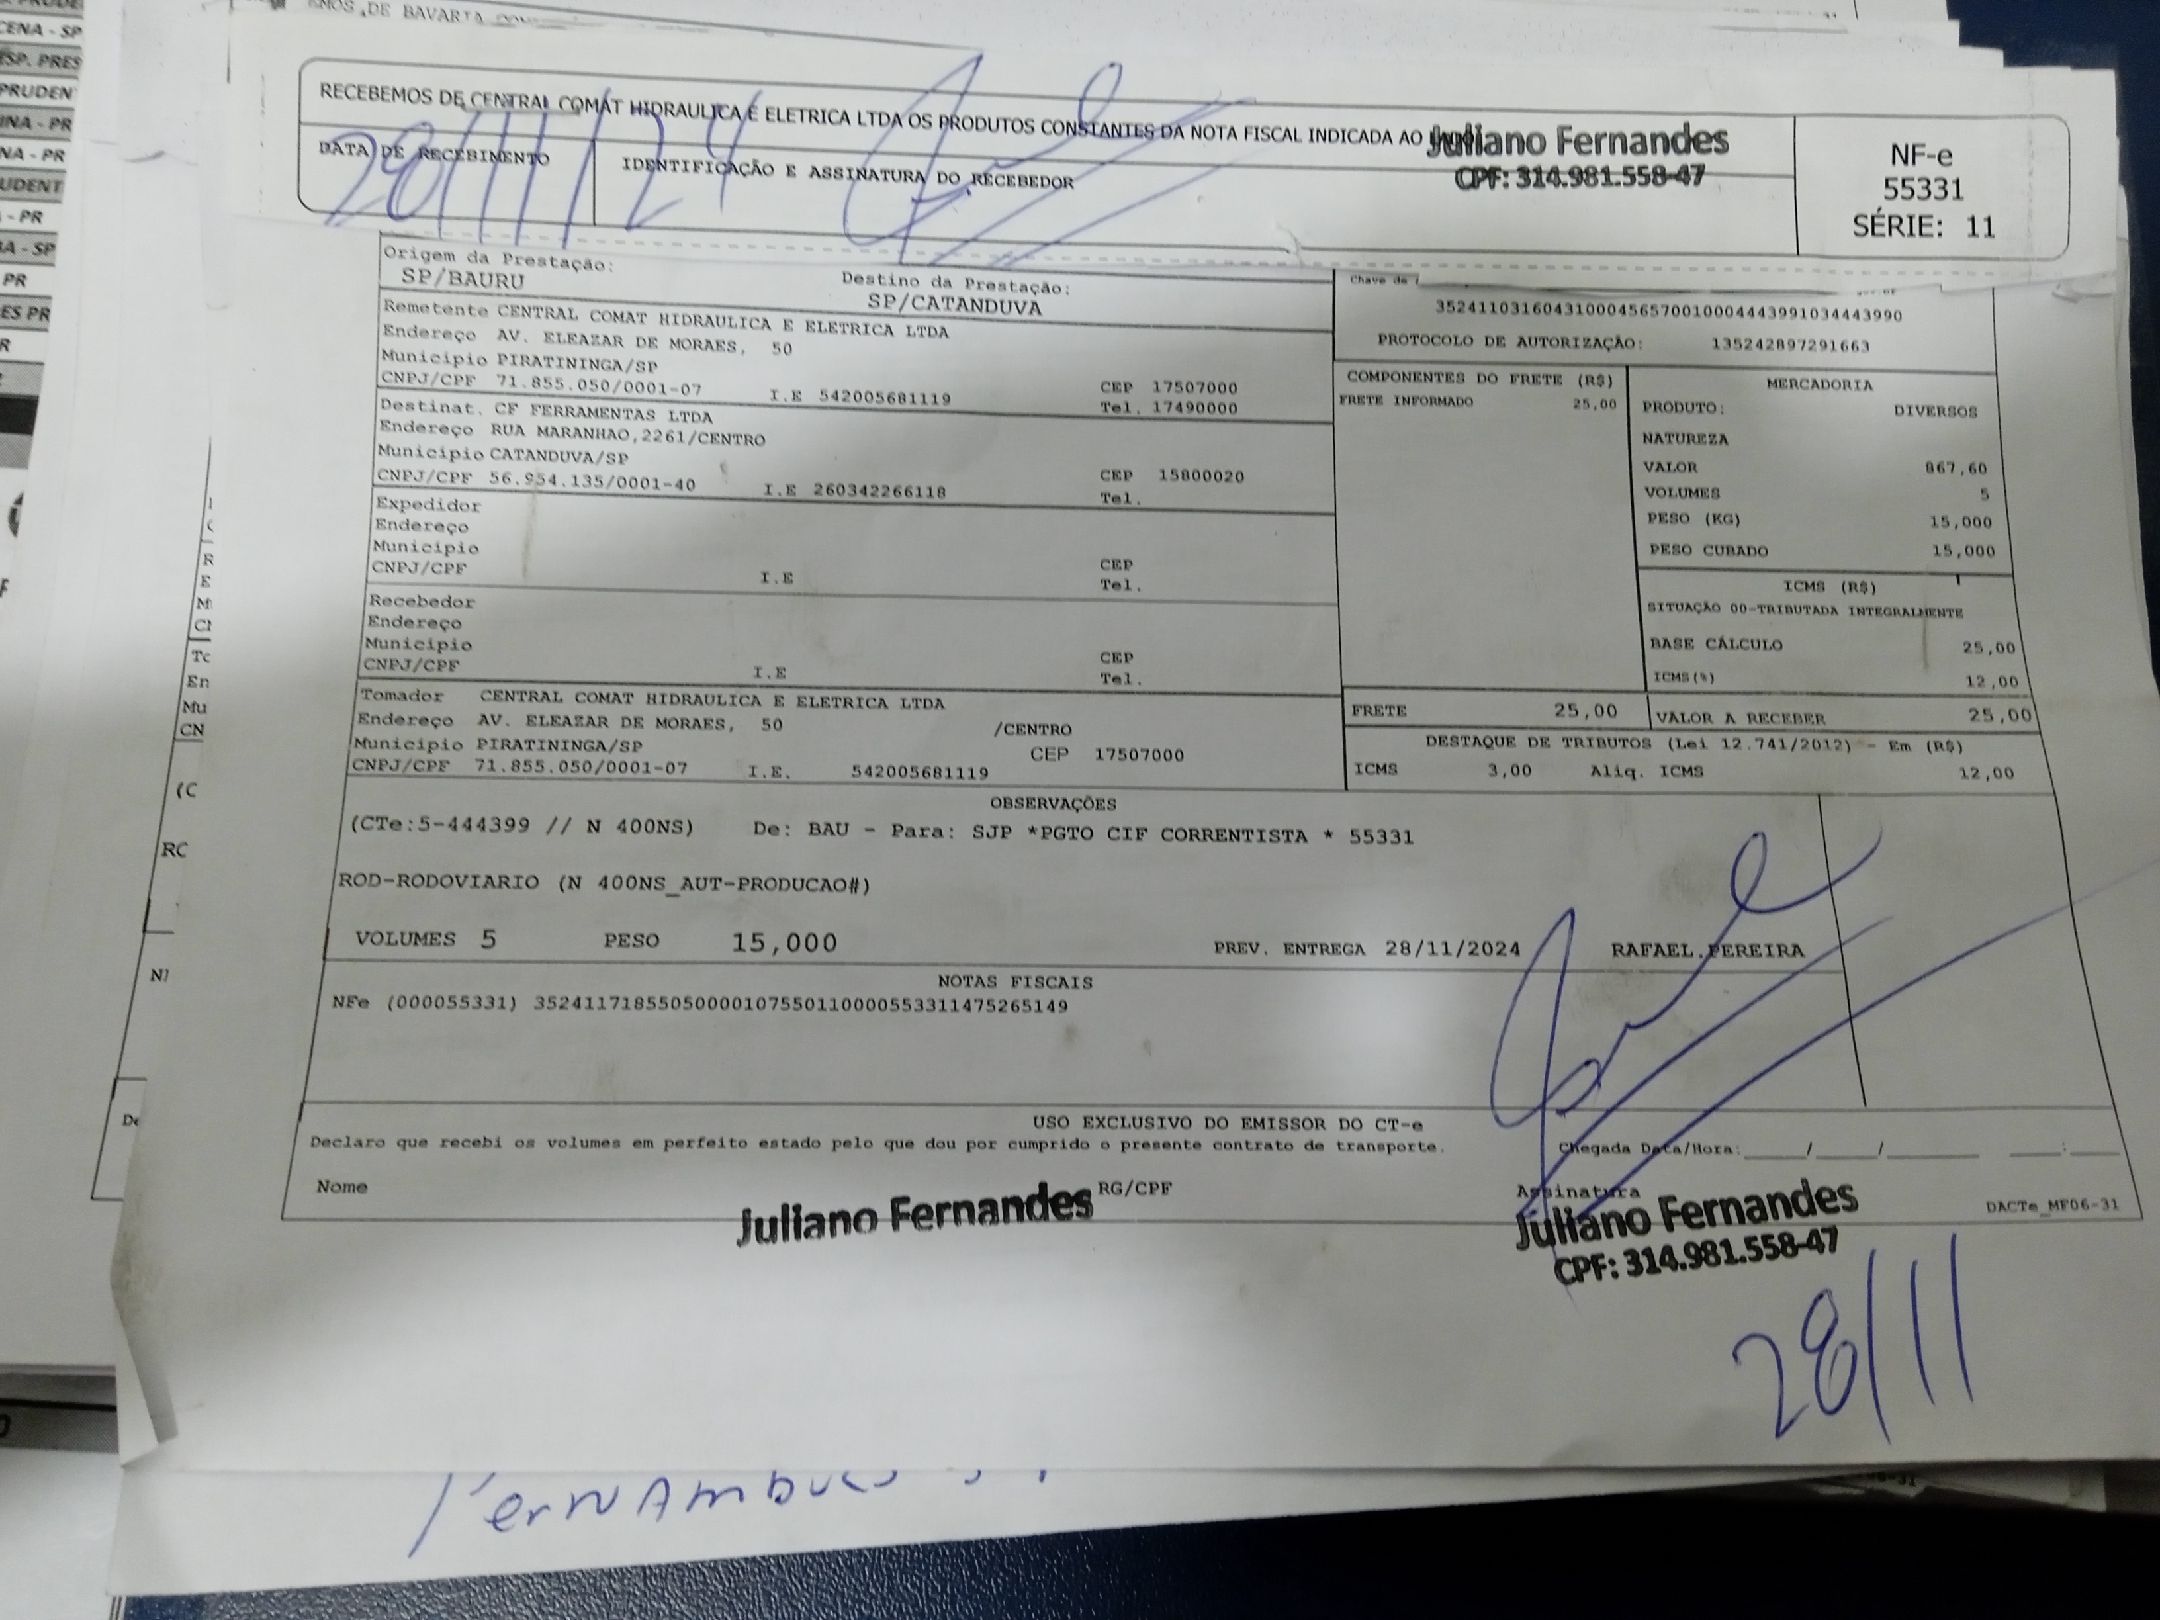 RECEBEMOS DE CENTRAL COMAT HIDRAULICA E ELETRICA LTDA OS PRODUTOS CONSTANTES DA NOTA FISCAL INDICADA AO
DATA DE RECEBIMENTO
28/11/24
IDENTIFICAÇÃO E ASSINATURA DO RECEBEDOR
Juliano Fernandes
CPF: 314.981.558-47
NF-e
55331
SÉRIE: 11
Origem da Prestação:
SP/BAURU
Destino da Prestação:
SP/CATANDUVA
Remetente CENTRAL COMAT HIDRAULICA E ELETRICA LTDA
Endereço AV. ELEAZAR DE MORAES, 50
Município PIRATININGA/SP
CNPJ/CPF 71.855.050/0001-07 I.E 542005681119 CEP 17507000
Tel. 17490000
Destinat. CF FERRAMENTAS LTDA
Endereço RUA MARANHAO,2261/CENTRO
Município CATANDUVA/SP
CNPJ/CPF 56.954.135/0001-40 I.E 260342266118 CEP 15800020
Tel.
Expedidor
Endereço
Município
CNPJ/CPF I.E CEP
Tel.
Recebedor
Endereço
Município
CNPJ/CPF I.E CEP
Tel.
Tomador CENTRAL COMAT HIDRAULICA E ELETRICA LTDA
Endereço AV. ELEAZAR DE MORAES, 50 /CENTRO
Município PIRATININGA/SP CEP 17507000
CNPJ/CPF 71.855.050/0001-07 I.E. 542005681119
Chave de
35241103160431000456570010004443991034443990
PROTOCOLO DE AUTORIZAÇÃO: 135242897291663
COMPONENTES DO FRETE (R$)
FRETE INFORMADO 25,00
MERCADORIA
PRODUTO: DIVERSOS
NATUREZA
VALOR 867,60
VOLUMES 5
PESO (KG) 15,000
PESO CUBADO 15,000
ICMS (R$)
SITUAÇÃO 00-TRIBUTADA INTEGRALMENTE
BASE CÁLCULO 25,00
ICMS(%) 12,00
FRETE 25,00 VALOR A RECEBER 25,00
DESTAQUE DE TRIBUTOS (Lei 12.741/2012) - Em (R$)
ICMS 3,00 Aliq. ICMS 12,00
OBSERVAÇÕES
(CTe:5-444399 // N 400NS) De: BAU - Para: SJP *PGTO CIF CORRENTISTA * 55331
ROD-RODOVIARIO (N 400NS_AUT-PRODUCAO#)
VOLUMES 5 PESO 15,000 PREV. ENTREGA 28/11/2024 RAFAEL.PEREIRA
NOTAS FISCAIS
NFe (000055331) 35241171855050000107550110000553311475265149
USO EXCLUSIVO DO EMISSOR DO CT-e
Declaro que recebi os volumes em perfeito estado pelo que dou por cumprido o presente contrato de transporte. Chegada Data/Hora: ____/____/____ ____:____
Nome RG/CPF Assinatura
DACTe_MF06-31
Juliano Fernandes
Juliano Fernandes
CPF: 314.981.558-47
28/11